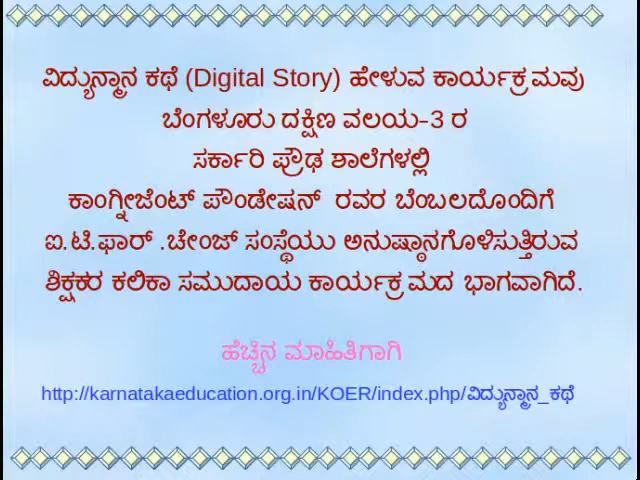 ವಿದ್ಯುನ್ಮಾನ ಕಥೆ (Digital Story) ಹೇಳುವ ಕಾರ್ಯಕ್ರಮವು
ಬೆಂಗಳೂರು ದಕ್ಷಿಣ ವಲಯ-3 ರ
ಸರ್ಕಾರಿ ಪ್ರೌಢ ಶಾಲೆಗಳಲ್ಲಿ
ಕಾಂಗ್ನೀಜೆಂಟ್ ಪೌಂಡೇಷನ್ ರವರ ಬೆಂಬಲದೊಂದಿಗೆ
ಐ.ಟಿ.ಫಾರ್ .ಚೇಂಜ್ ಸಂಸ್ಥೆಯು ಅನುಷ್ಠಾನಗೊಳಿಸುತ್ತಿರುವ
ಶಿಕ್ಷಕರ ಕಲಿಕಾ ಸಮುದಾಯ ಕಾರ್ಯಕ್ರಮದ ಭಾಗವಾಗಿದೆ.
ಹೆಚ್ಚಿನ ಮಾಹಿತಿಗಾಗಿ
http://karnatakaeducation.org.in/KOER/index.php/ವಿದ್ಯುನ್ಮಾನ_ಕಥೆ